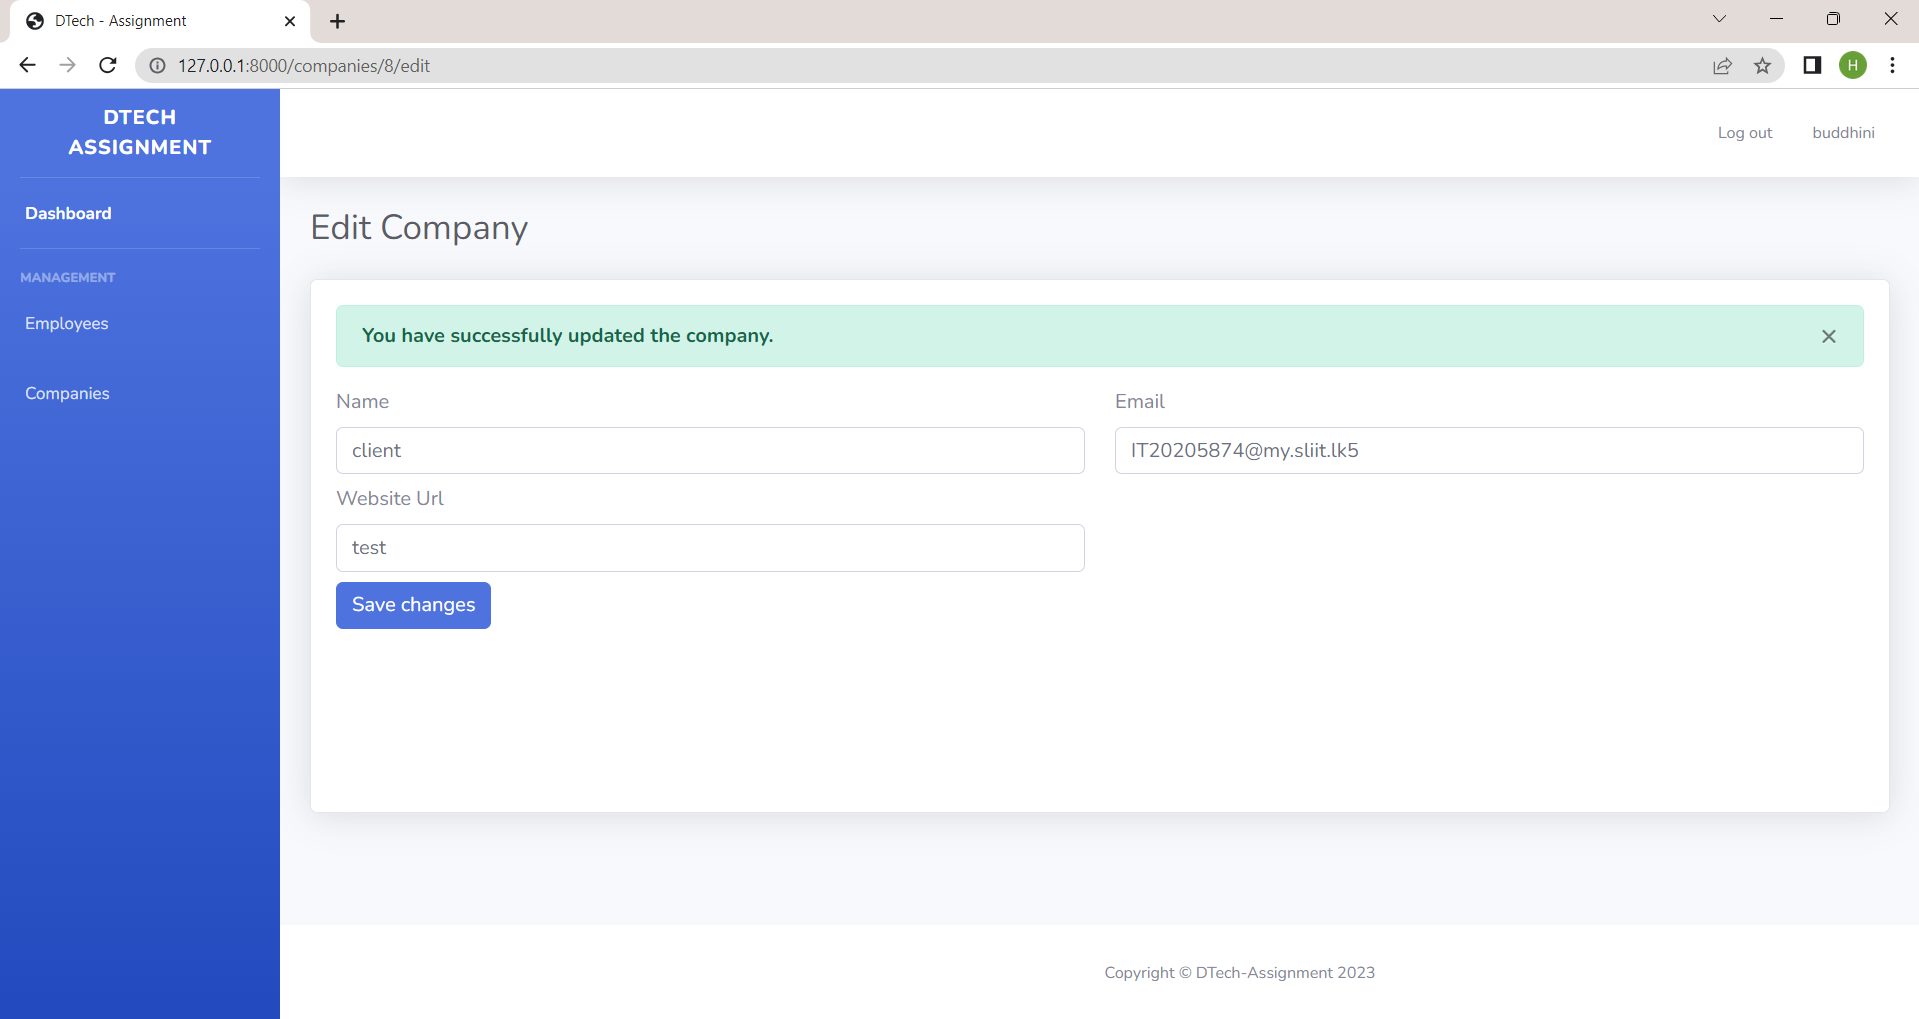 DTech - Assignment
127.0.0.1:8000/companies/8/edit
H
DTECH
ASSIGNMENT
Log out
buddhini
Dashboard
MANAGEMENT
Employees
Companies
Edit Company
You have successfully updated the company.
Name
Email
client
IT20205874@my.sliit.lk5
Website Url
test
Save changes
Copyright © DTech-Assignment 2023